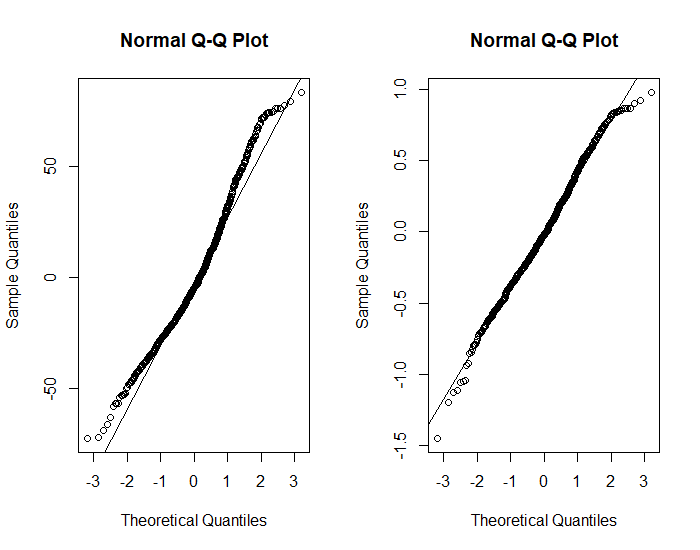 Normal Q-Q Plot
Sample Quantiles
50
0
-50
-3 -2 -1 0 1 2 3
Theoretical Quantiles
Normal Q-Q Plot
Sample Quantiles
1.0
0.5
0.0
-0.5
-1.0
-1.5
-3 -2 -1 0 1 2 3
Theoretical Quantiles